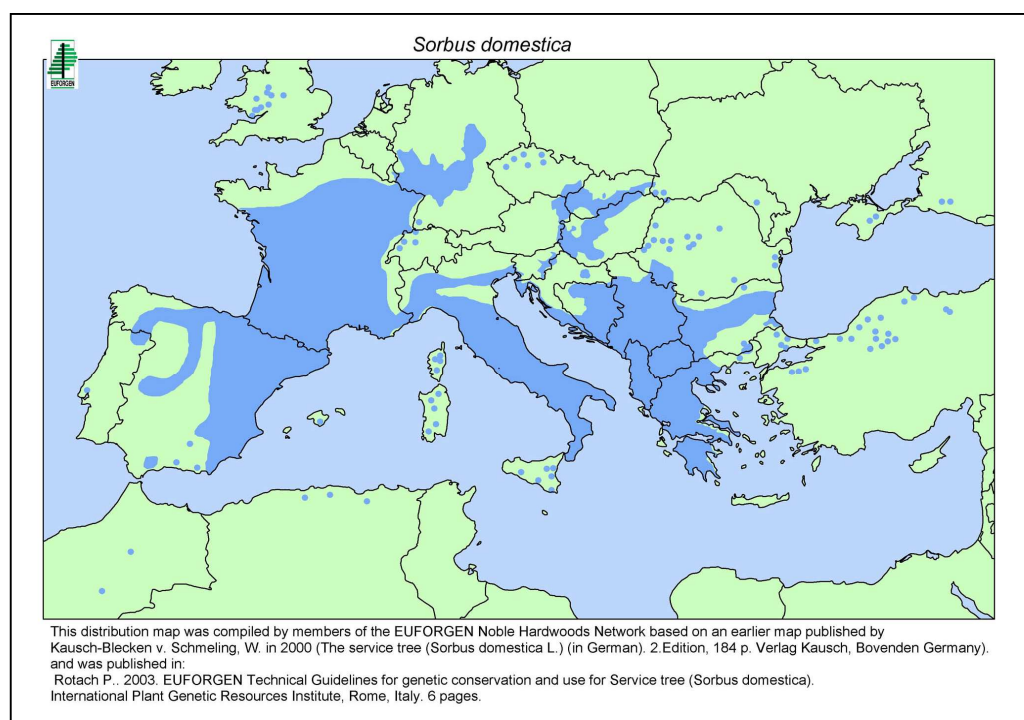 Sorbus domestica
EUFORGEN
This distribution map was compiled by members of the EUFORGEN Noble Hardwoods Network based on an earlier map published by
Kausch-Blecken v. Schmeling, W. in 2000 (The service tree (Sorbus domestica L.) (in German). 2.Edition, 184 p. Verlag Kausch, Bovenden Germany).
and was published in:
Rotach P.. 2003. EUFORGEN Technical Guidelines for genetic conservation and use for Service tree (Sorbus domestica).
International Plant Genetic Resources Institute, Rome, Italy. 6 pages.